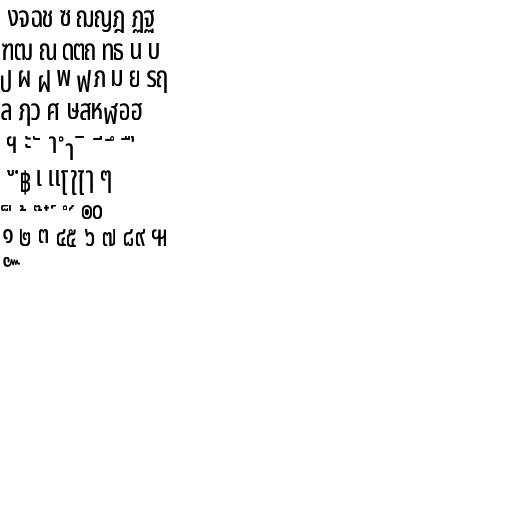 งจฉช ซ ฌญฎ ฏฐ
ฑฒ ณ ดตถ ทธ น บ
ป ผ ฝ พ ฟภ ม ย รฤ
ล ฦว ศ ษสหฬอฮ
ฯ ะั าํา ิ ี ึ ื
ฺุู฿ เ แโใไๅ ๆ
็่้๊๋์ํ๎๏๐
๑ ๒ ๓ ๔๕ ๖ ๗ ๘๙ ๚
๛